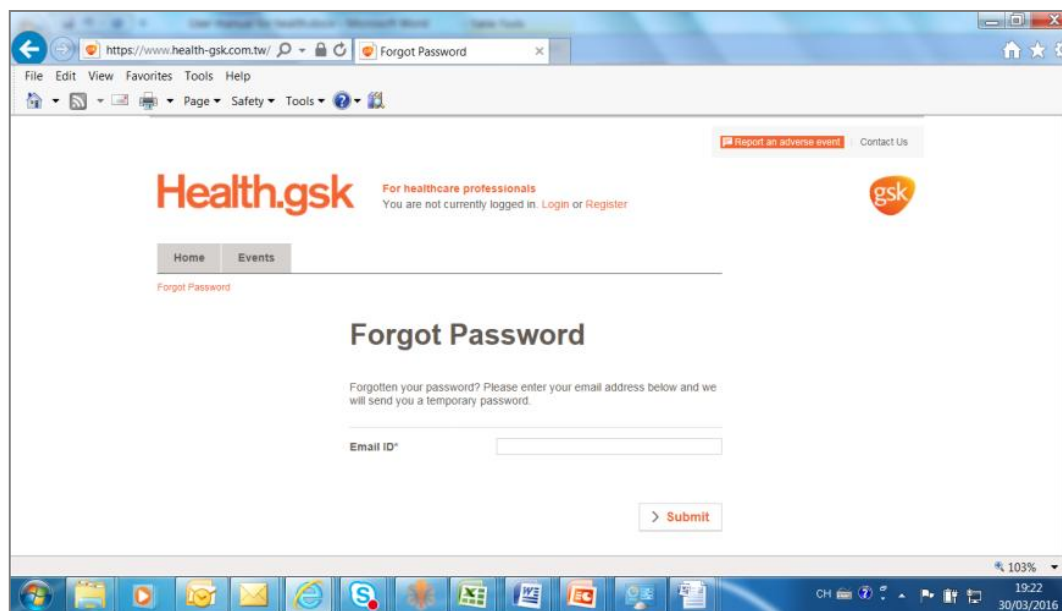 https://www.health-gsk.com.tw/
Forgot Password
File Edit View Favorites Tools Help
Page Safety Tools
Report an adverse event Contact Us
Health.gsk
For healthcare professionals
You are not currently logged in. Login or Register
gsk
Home Events
Forgot Password
Forgot Password
Forgotten your password? Please enter your email address below and we
will send you a temporary password.
Email ID*
> Submit
103%
CH
19:22
30/03/2016